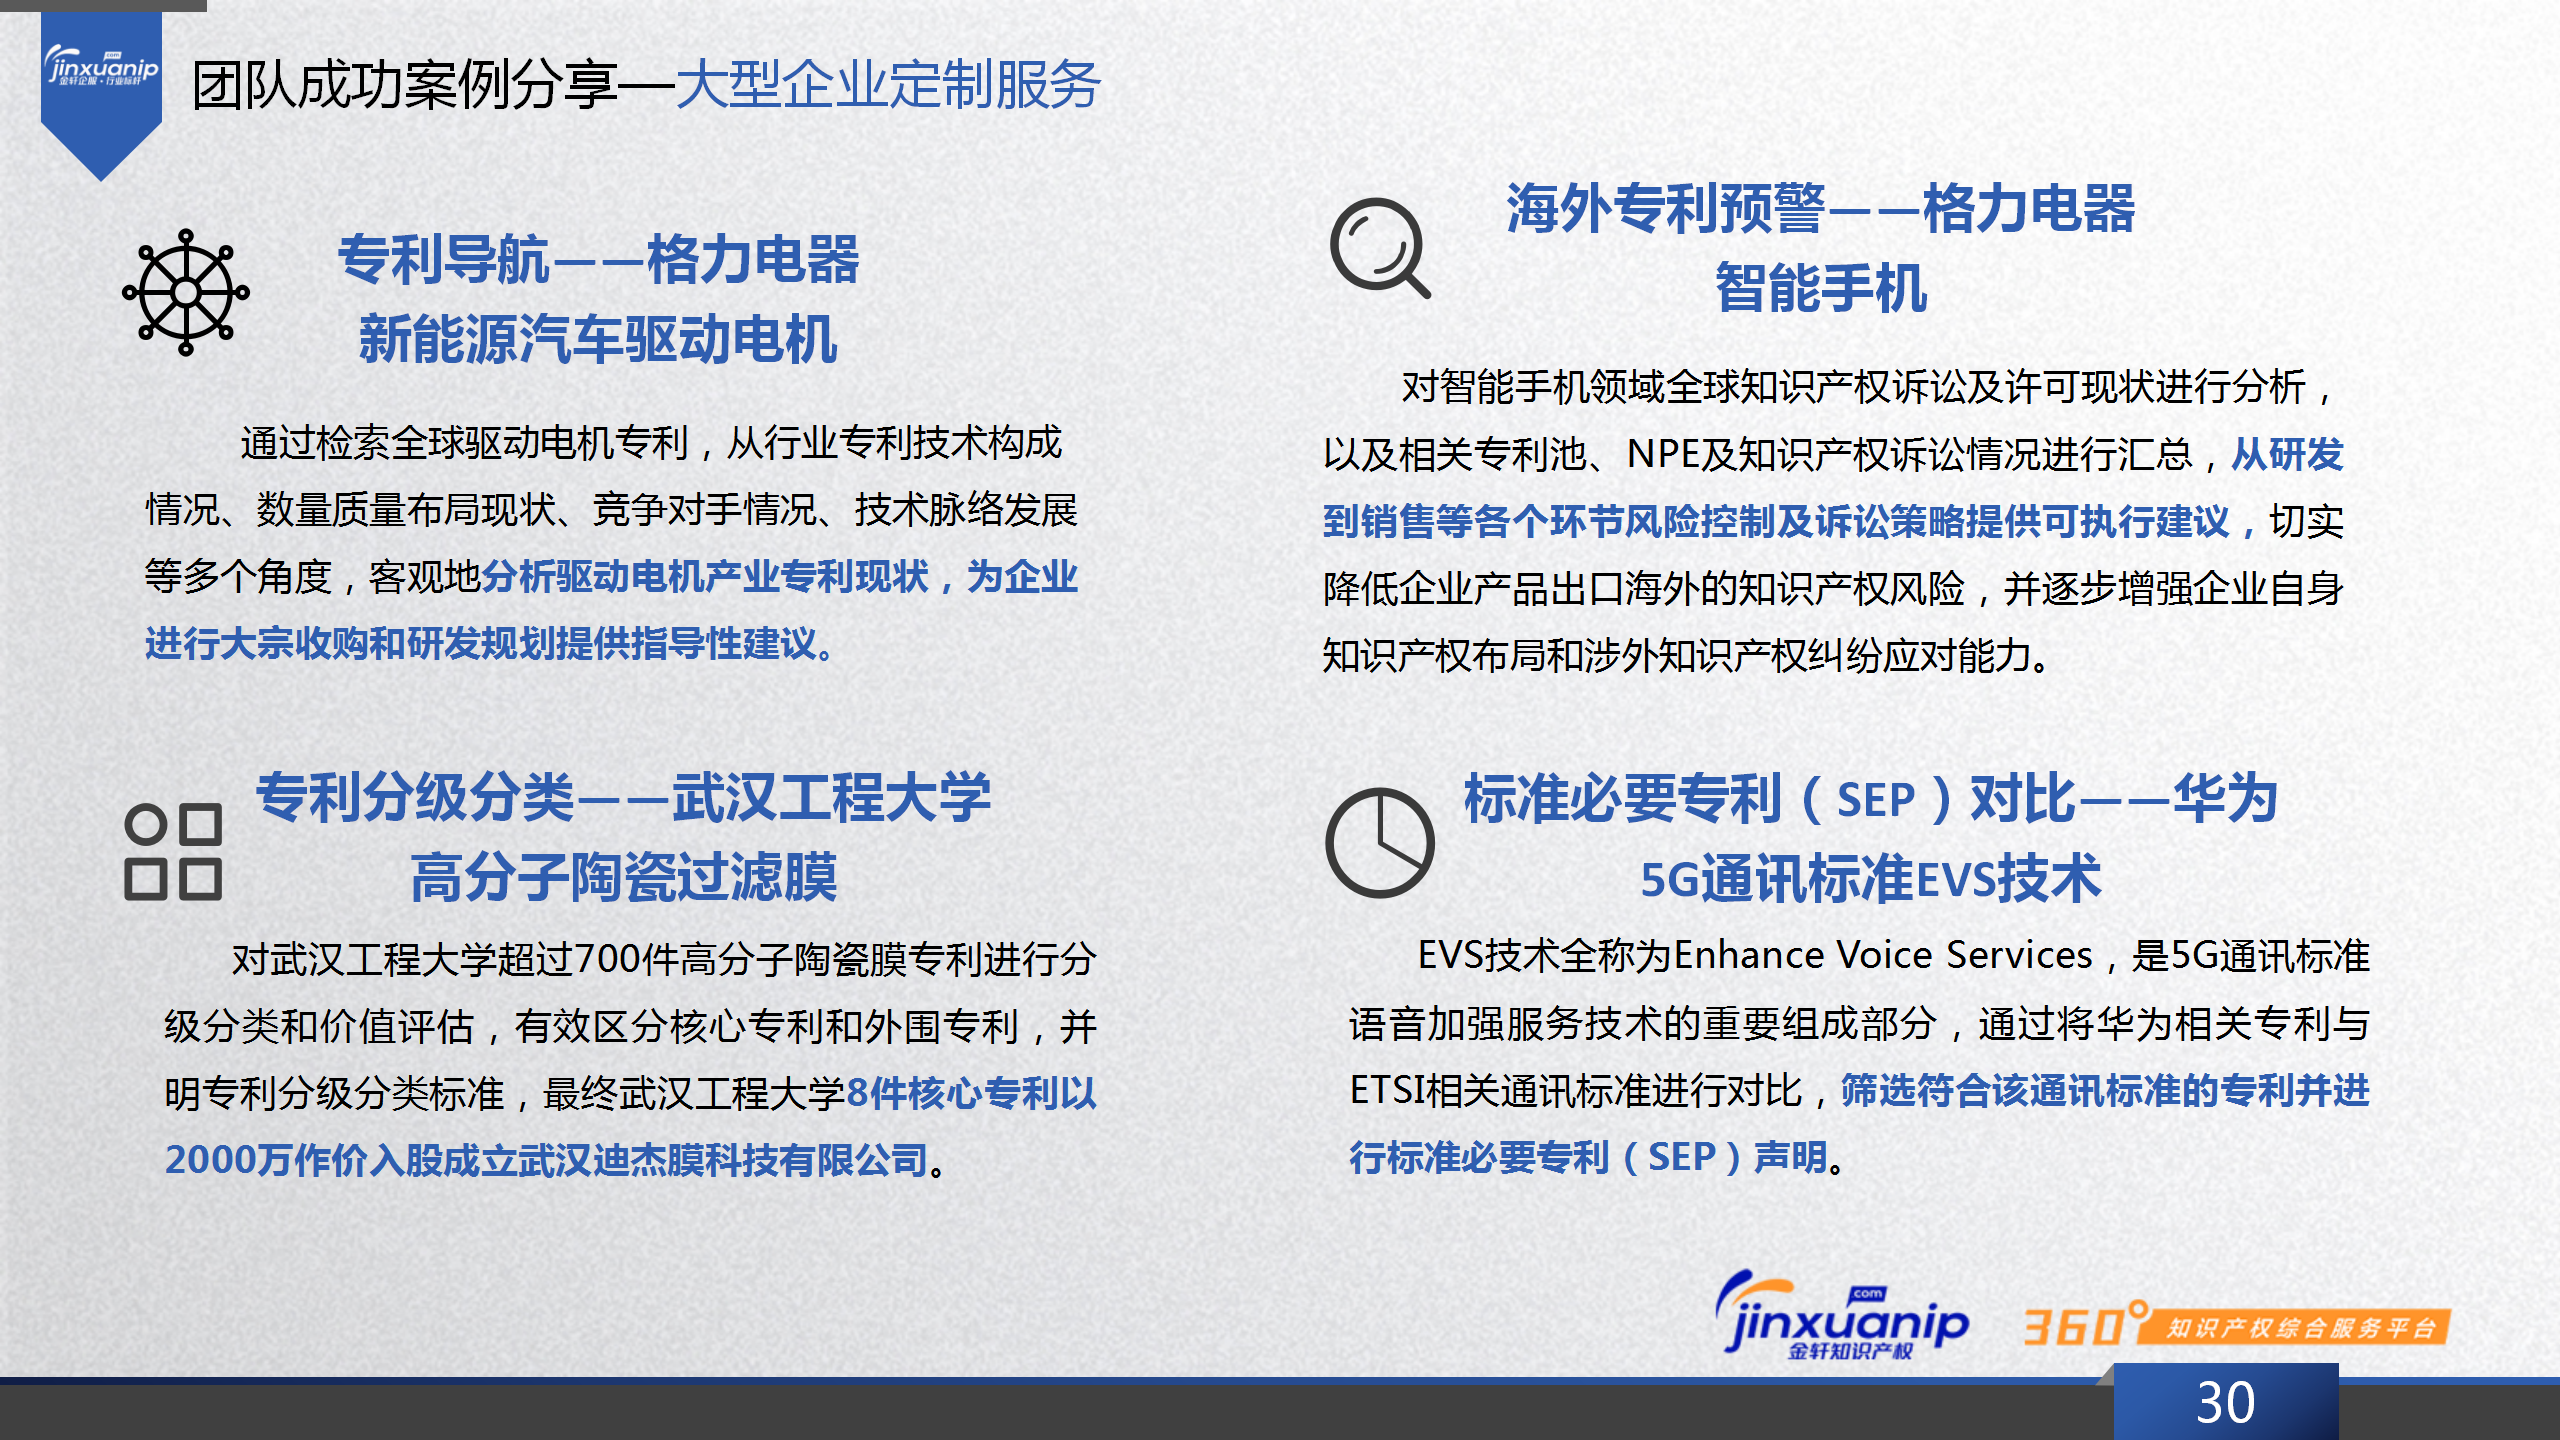 com
jinxuanip
金轩企服·行业标杆
团队成功案例分享—大型企业定制服务
专利导航——格力电器
新能源汽车驱动电机
通过检索全球驱动电机专利，从行业专利技术构成
情况、数量质量布局现状、竞争对手情况、技术脉络发展
等多个角度，客观地分析驱动电机产业专利现状，为企业
进行大宗收购和研发规划提供指导性建议。
海外专利预警——格力电器
智能手机
对智能手机领域全球知识产权诉讼及许可现状进行分析，
以及相关专利池、NPE及知识产权诉讼情况进行汇总，从研发
到销售等各个环节风险控制及诉讼策略提供可执行建议，切实
降低企业产品出口海外的知识产权风险，并逐步增强企业自身
知识产权布局和涉外知识产权纠纷应对能力。
专利分级分类——武汉工程大学
高分子陶瓷过滤膜
对武汉工程大学超过700件高分子陶瓷膜专利进行分
级分类和价值评估，有效区分核心专利和外围专利，并
明专利分级分类标准，最终武汉工程大学8件核心专利以
2000万作价入股成立武汉迪杰膜科技有限公司。
标准必要专利（SEP）对比——华为
5G通讯标准EVS技术
EVS技术全称为Enhance Voice Services，是5G通讯标准
语音加强服务技术的重要组成部分，通过将华为相关专利与
ETSI相关通讯标准进行对比，筛选符合该通讯标准的专利并进
行标准必要专利（SEP）声明。
com
jinxuanip
金轩知识产权
360° 知识产权综合服务平台
30